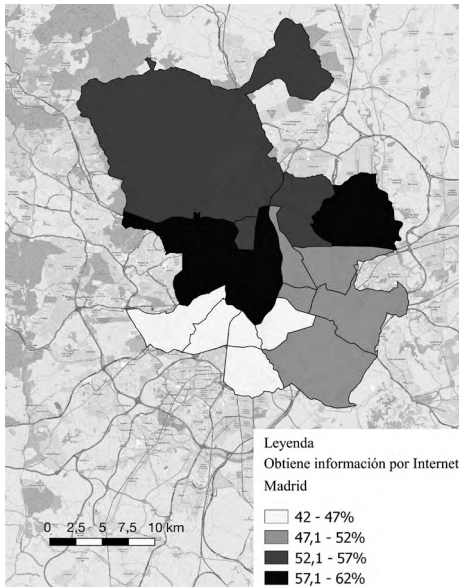 Leyenda
Obtiene información por Internet
Madrid
42 - 47%
47,1 - 52%
52,1 - 57%
57,1 - 62%
0 2,5 5 7,5 10 km